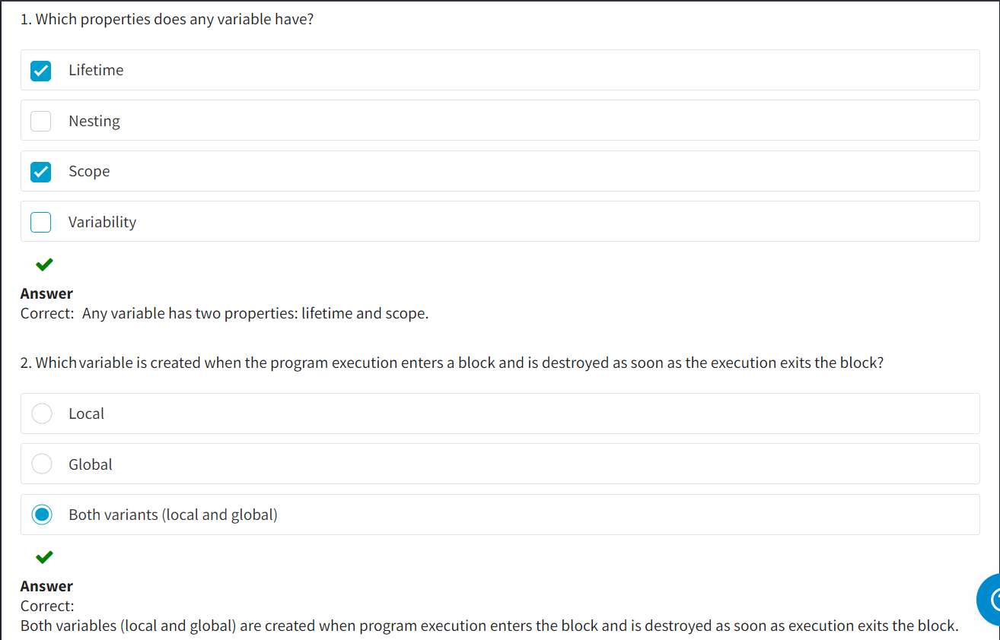 1. Which properties does any variable have?
Lifetime
Nesting
Scope
Variability
Answer
Correct: Any variable has two properties: lifetime and scope.
2. Which variable is created when the program execution enters a block and is destroyed as soon as the execution exits the block?
Local
Global
Both variants (local and global)
Answer
Correct:
Both variables (local and global) are created when program execution enters the block and is destroyed as soon as execution exits the block.